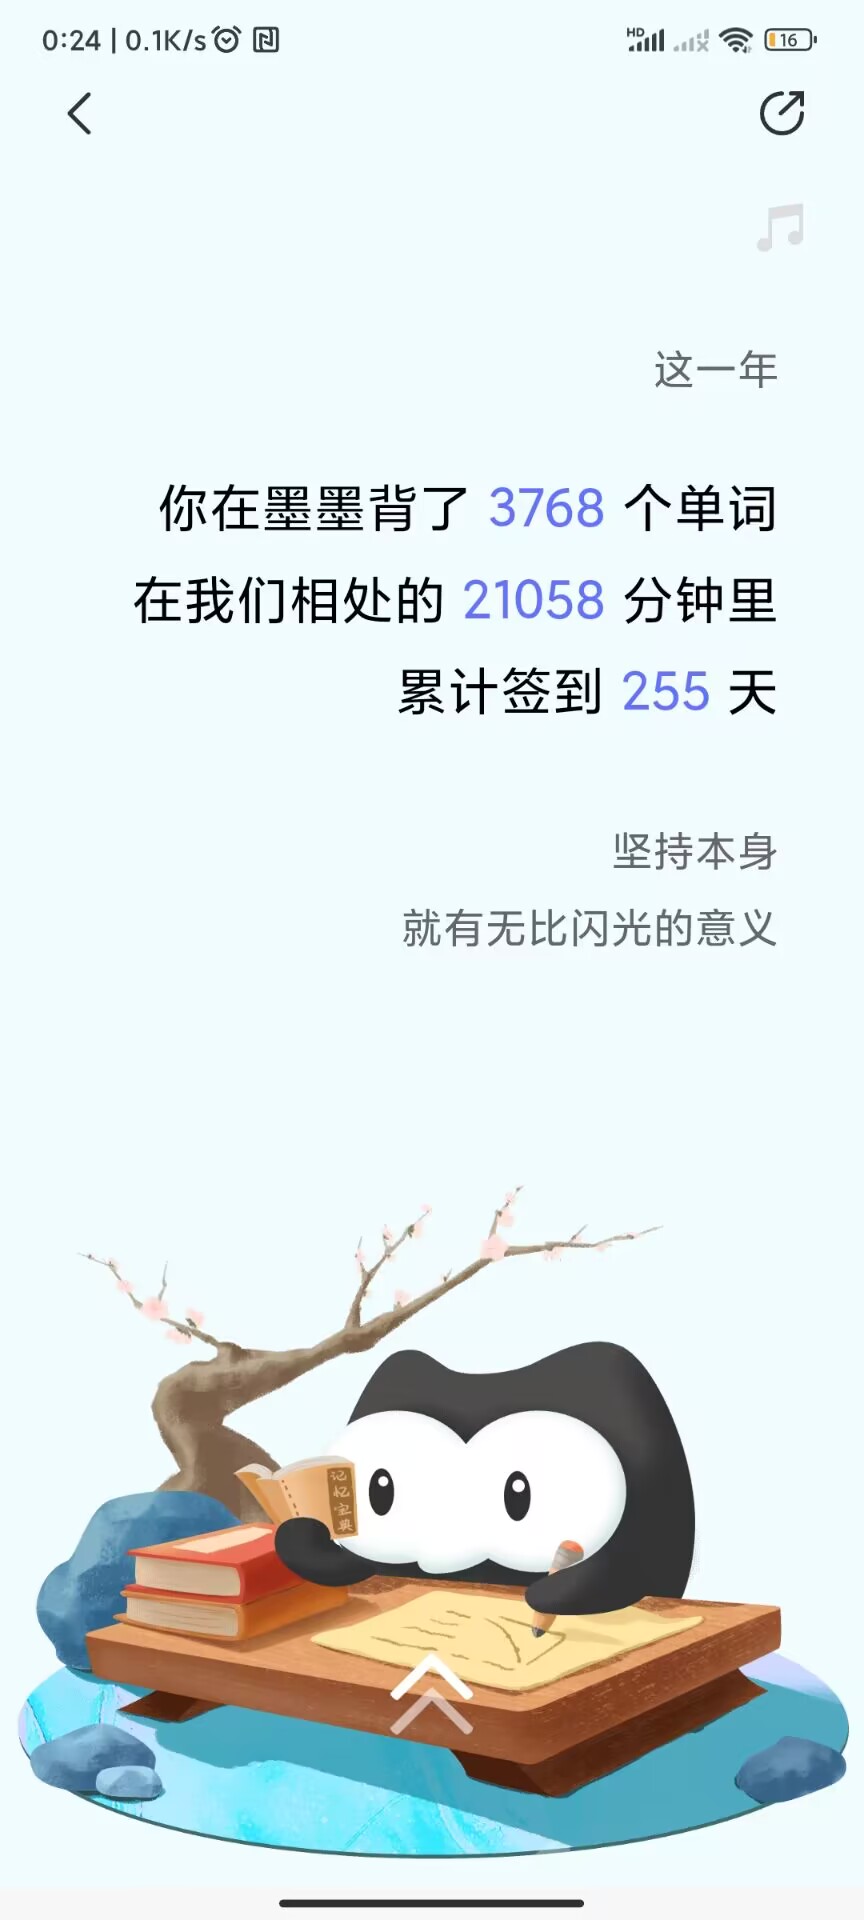 0:24 | 0.1K/s
HD
16
这一年
你在墨墨背了 3768 个单词
在我们相处的 21058 分钟里
累计签到 255 天
坚持本身
就有无比闪光的意义
记忆宝典